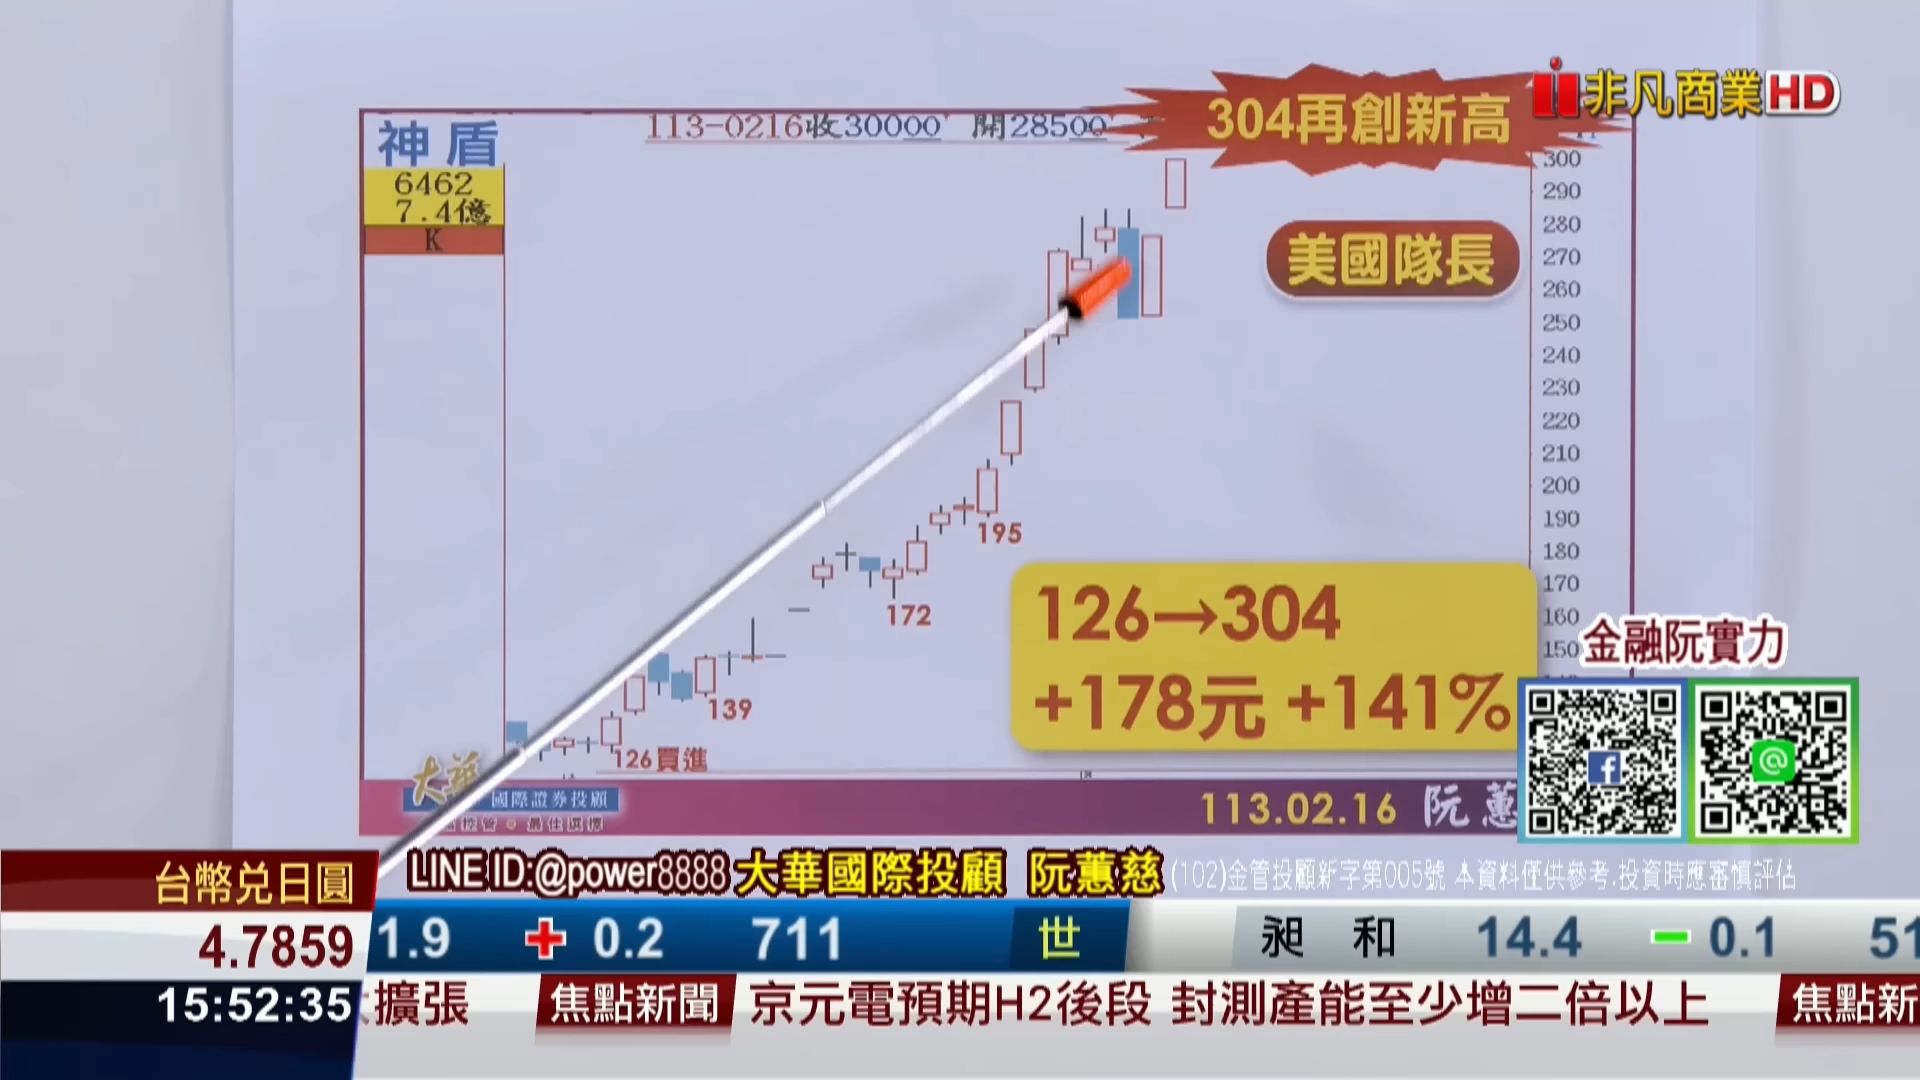 非凡商業HD
304再創新高
神盾
113-0216收30000 開28500
6462
7.4億
K
美國隊長
300
290
280
270
260
250
240
230
220
210
200
190
180
170
160
150
195
172
139
126買進
126→304
+178元 +141%
金融阮實力
大華
國際證券投顧
控管 • 最佳選擇
113.02.16 阮蕙
台幣兌日圓
LINE ID:@power8888 大華國際投顧 阮蕙慈 (102)金管投顧新字第005號 本資料僅供參考.投資時應審慎評估
4.7859
1.9 + 0.2 711 世 昶和 14.4 - 0.1 51
15:52:35
擴張 焦點新聞 京元電預期H2後段 封測產能至少增二倍以上 焦點新